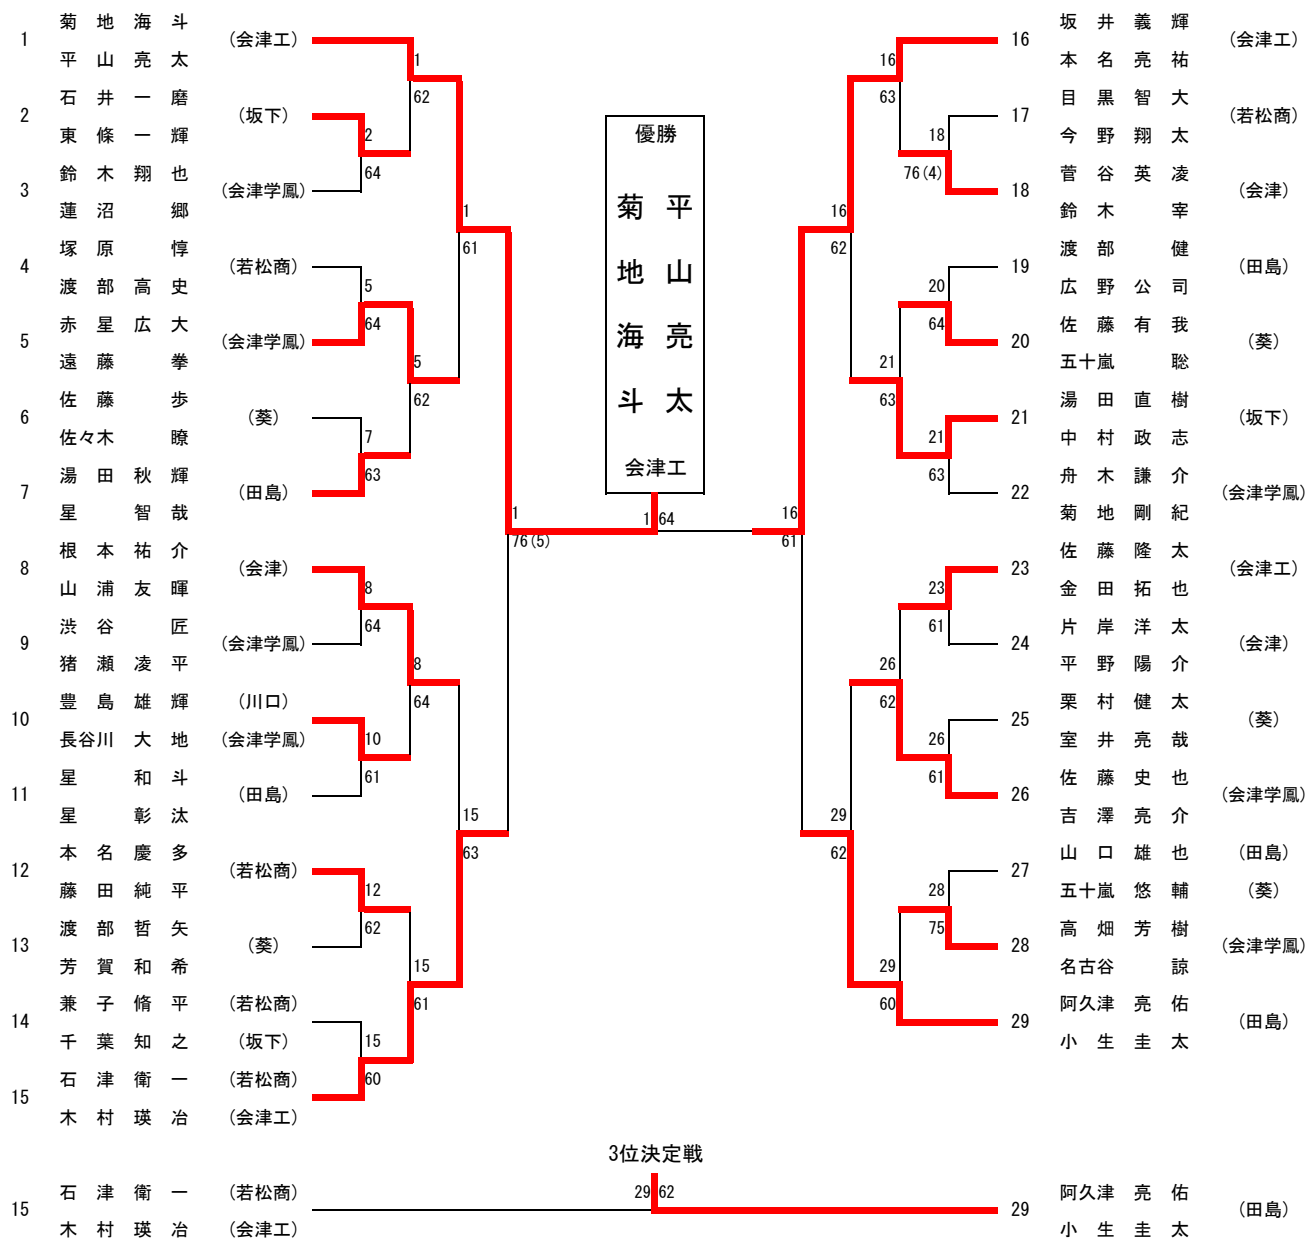 菊地海斗
1 (会津工)
平山亮太
石井一磨
2 (坂下)
東條一輝
鈴木翔也
3 (会津学鳳)
蓮沼郷
塚原惇
4 (若松商)
渡部高史
赤星広大
5 (会津学鳳)
遠藤拳
佐藤歩
6 (葵)
佐々木瞭
湯田秋輝
7 (田島)
星智哉
根本祐介
8 (会津)
山浦友暉
渋谷匠
9 (会津学鳳)
猪瀬凌平
豊島雄輝 (川口)
10
長谷川大地 (会津学鳳)
星和斗
11 (田島)
星彰汰
本名慶多
12 (若松商)
藤田純平
渡部哲矢
13 (葵)
芳賀和希
兼子脩平 (若松商)
14
千葉知之 (坂下)
石津衛一 (若松商)
15
木村瑛冶 (会津工)
1
62
2
64
1
61
5
64
5
62
7
63
1
76(5)
8
64
8
64
10
61
15
63
12
62
15
61
15
60
優勝
菊地海斗
平山亮太
会津工
1 64
16
63
18
76(4)
16
62
20
64
21
63
21
63
16
61
23
61
26
62
26
61
29
62
28
75
29
60
坂井義輝
16 (会津工)
本名亮祐
目黒智大
17 (若松商)
今野翔太
菅谷英凌
18 (会津)
鈴木宰
渡部健
19 (田島)
広野公司
佐藤有我
20 (葵)
五十嵐聡
湯田直樹
21 (坂下)
中村政志
舟木謙介
22 (会津学鳳)
菊地剛紀
佐藤隆太
23 (会津工)
金田拓也
片岸洋太
24 (会津)
平野陽介
栗村健太
25 (葵)
室井亮哉
佐藤史也
26 (会津学鳳)
吉澤亮介
山口雄也 (田島)
27
五十嵐悠輔 (葵)
高畑芳樹
28 (会津学鳳)
名古谷諒
阿久津亮佑
29 (田島)
小生圭太
3位決定戦
石津衛一 (若松商)
15
木村瑛冶 (会津工)
29 62
阿久津亮佑
29 (田島)
小生圭太